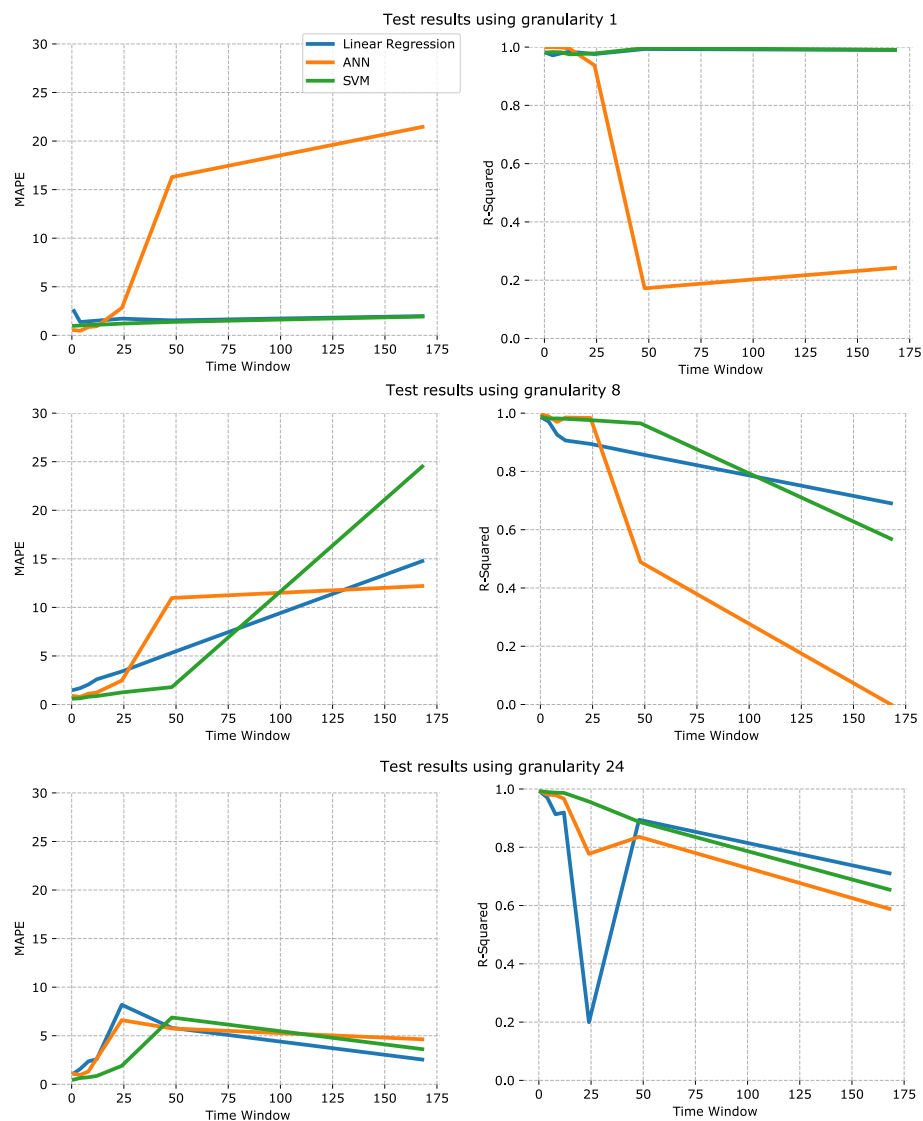 Test results using granularity 1
Linear Regression
ANN
SVM
30
25
20
15
10
5
0
MAPE
0 25 50 75 100 125 150 175
Time Window
1.0
0.8
0.6
0.4
0.2
0.0
R-Squared
0 25 50 75 100 125 150 175
Time Window
Test results using granularity 8
30
25
20
15
10
5
0
MAPE
0 25 50 75 100 125 150 175
Time Window
1.0
0.8
0.6
0.4
0.2
0.0
R-Squared
0 25 50 75 100 125 150 175
Time Window
Test results using granularity 24
30
25
20
15
10
5
0
MAPE
0 25 50 75 100 125 150 175
Time Window
1.0
0.8
0.6
0.4
0.2
0.0
R-Squared
0 25 50 75 100 125 150 175
Time Window